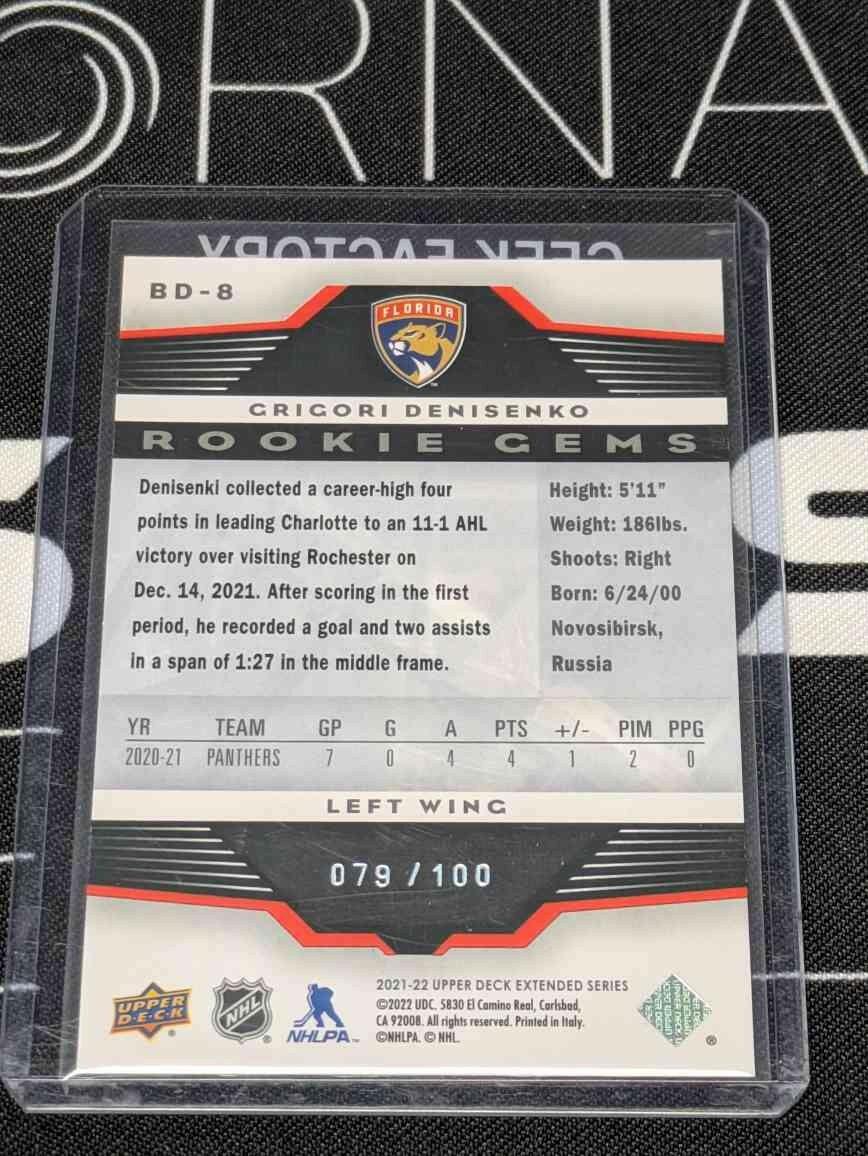 ORNA
GEEK FACTORY
BD-8
FLORIDA
GRIGORI DENISENKO
ROOKIE GEMS
Denisenki collected a career-high four
points in leading Charlotte to an 11-1 AHL
victory over visiting Rochester on
Dec. 14, 2021. After scoring in the first
period, he recorded a goal and two assists
in a span of 1:27 in the middle frame.
Height: 5'11"
Weight: 186lbs.
Shoots: Right
Born: 6/24/00
Novosibirsk,
Russia
YR TEAM GP G A PTS +/- PIM PPG
2020-21 PANTHERS 7 0 4 4 1 2 0
LEFT WING
079 / 100
UPPER DECK ®
NHL ®
NHLPA ™
2021-22 UPPER DECK EXTENDED SERIES
©2022 UDC. 5830 El Camino Real, Carlsbad,
CA 92008. All rights reserved. Printed in Italy.
©NHLPA. © NHL.
®